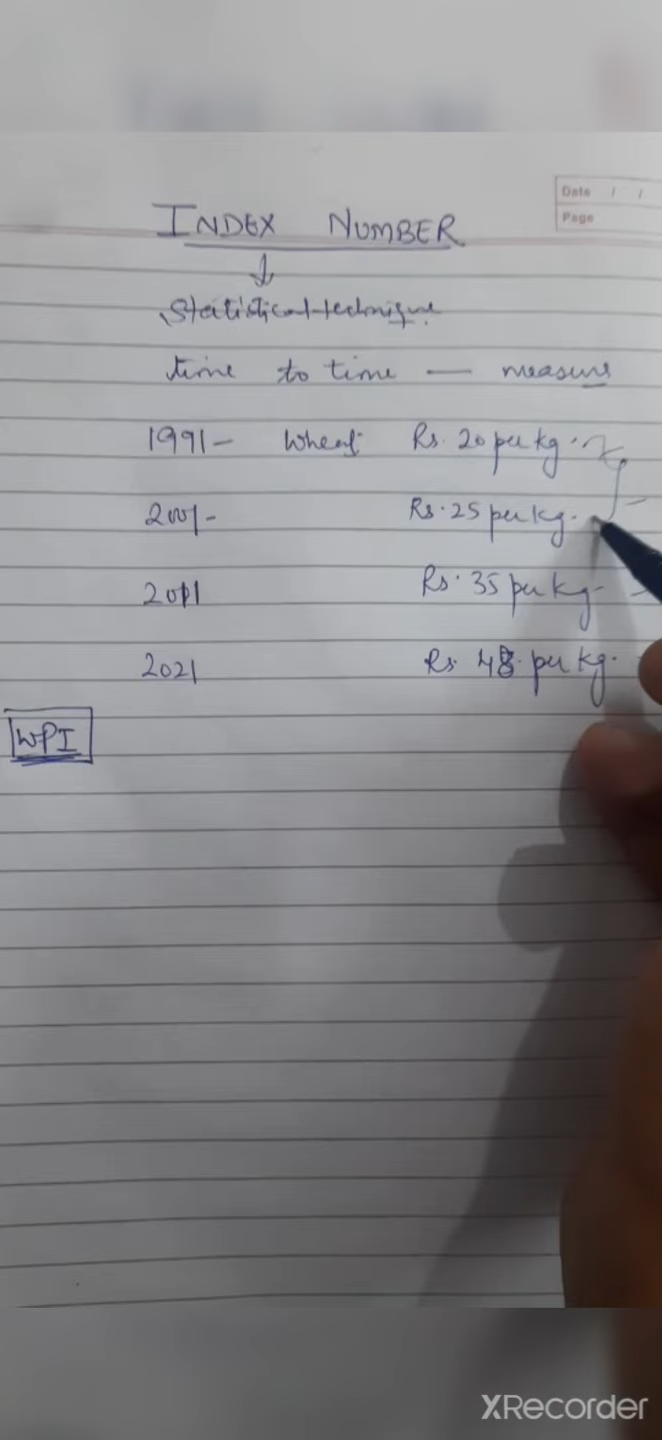 Date / /
Page
INDEX NUMBER
↓
Statistical technique
time to time — measure
1991 - Wheat Rs. 20 per kg.
2001 - Rs. 25 per kg.
2011 Rs. 35 per kg
2021 Rs. 48 per kg.
WPI
XRecorder